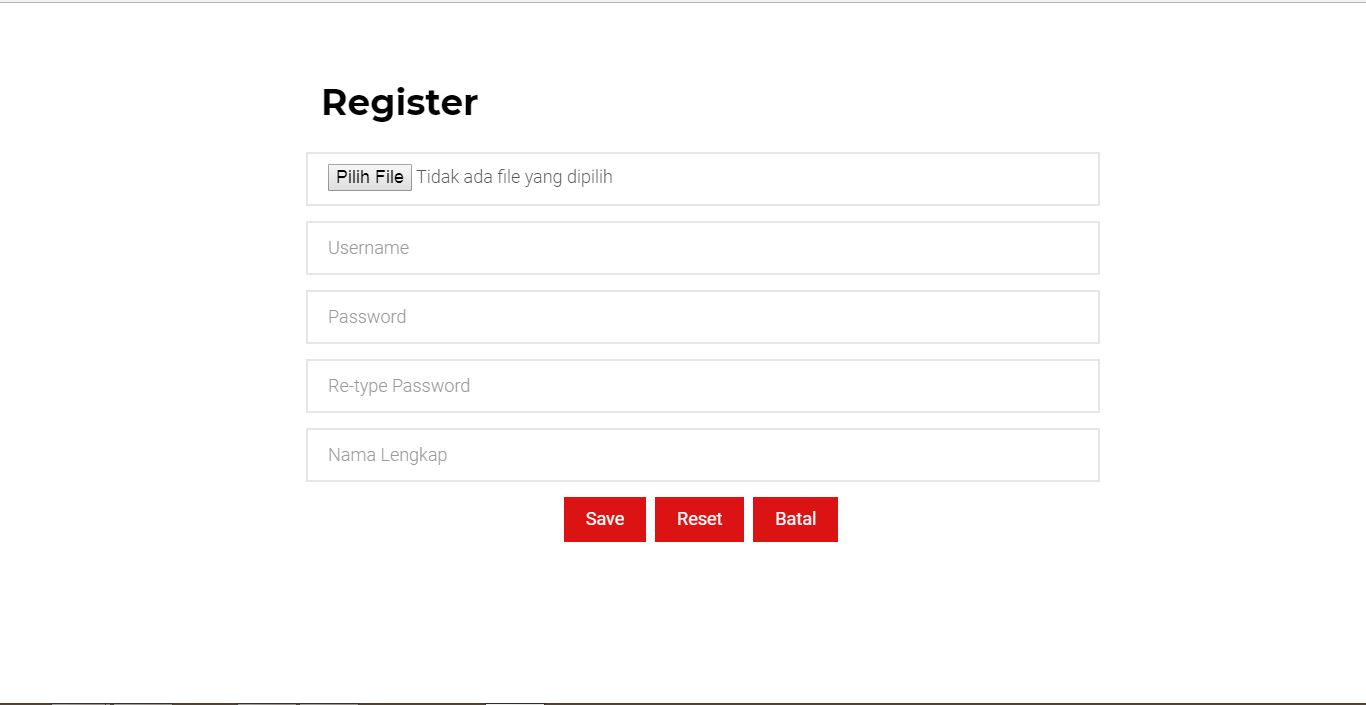 Register
Pilih File Tidak ada file yang dipilih
Username
Password
Re-type Password
Nama Lengkap
Save Reset Batal